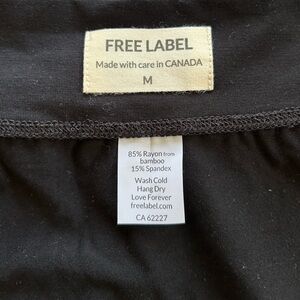 FREE LABEL
Made with care in CANADA
M
85% Rayon from
bamboo
15% Spandex
Wash Cold
Hang Dry
Love Forever
freelabel.com
CA 62227